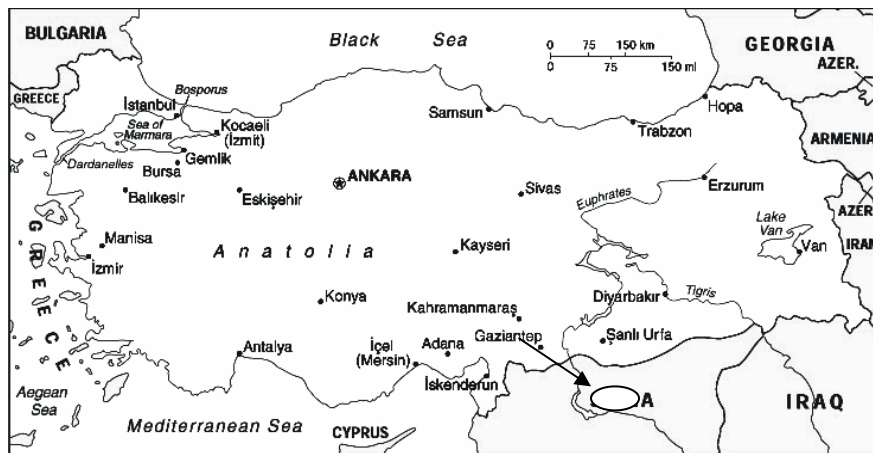 BULGARIA
Black Sea
0 75 150 km
0 75 150 ml
GEORGIA
AZER.
GREECE
Bosporus
İstanbul
Sea of
Marmara
Kocaeli
(İzmit)
Samsun
Hopa
Trabzon
ARMENIA
Dardanelles
Gemlik
Bursa
ANKARA
Balıkesir
Eskişehir
Sivas
Euphrates
Erzurum
AZER.
Lake
Van
Van
IRAN
GREECE
Manisa
İzmir
Anatolia
Kayseri
Konya
Kahramanmaraş
Diyarbakır
Tigris
Gaziantep
Şanlı Urfa
Antalya
İçel
(Mersin)
Adana
İskenderun
A
IRAQ
Aegean
Sea
Mediterranean Sea
CYPRUS